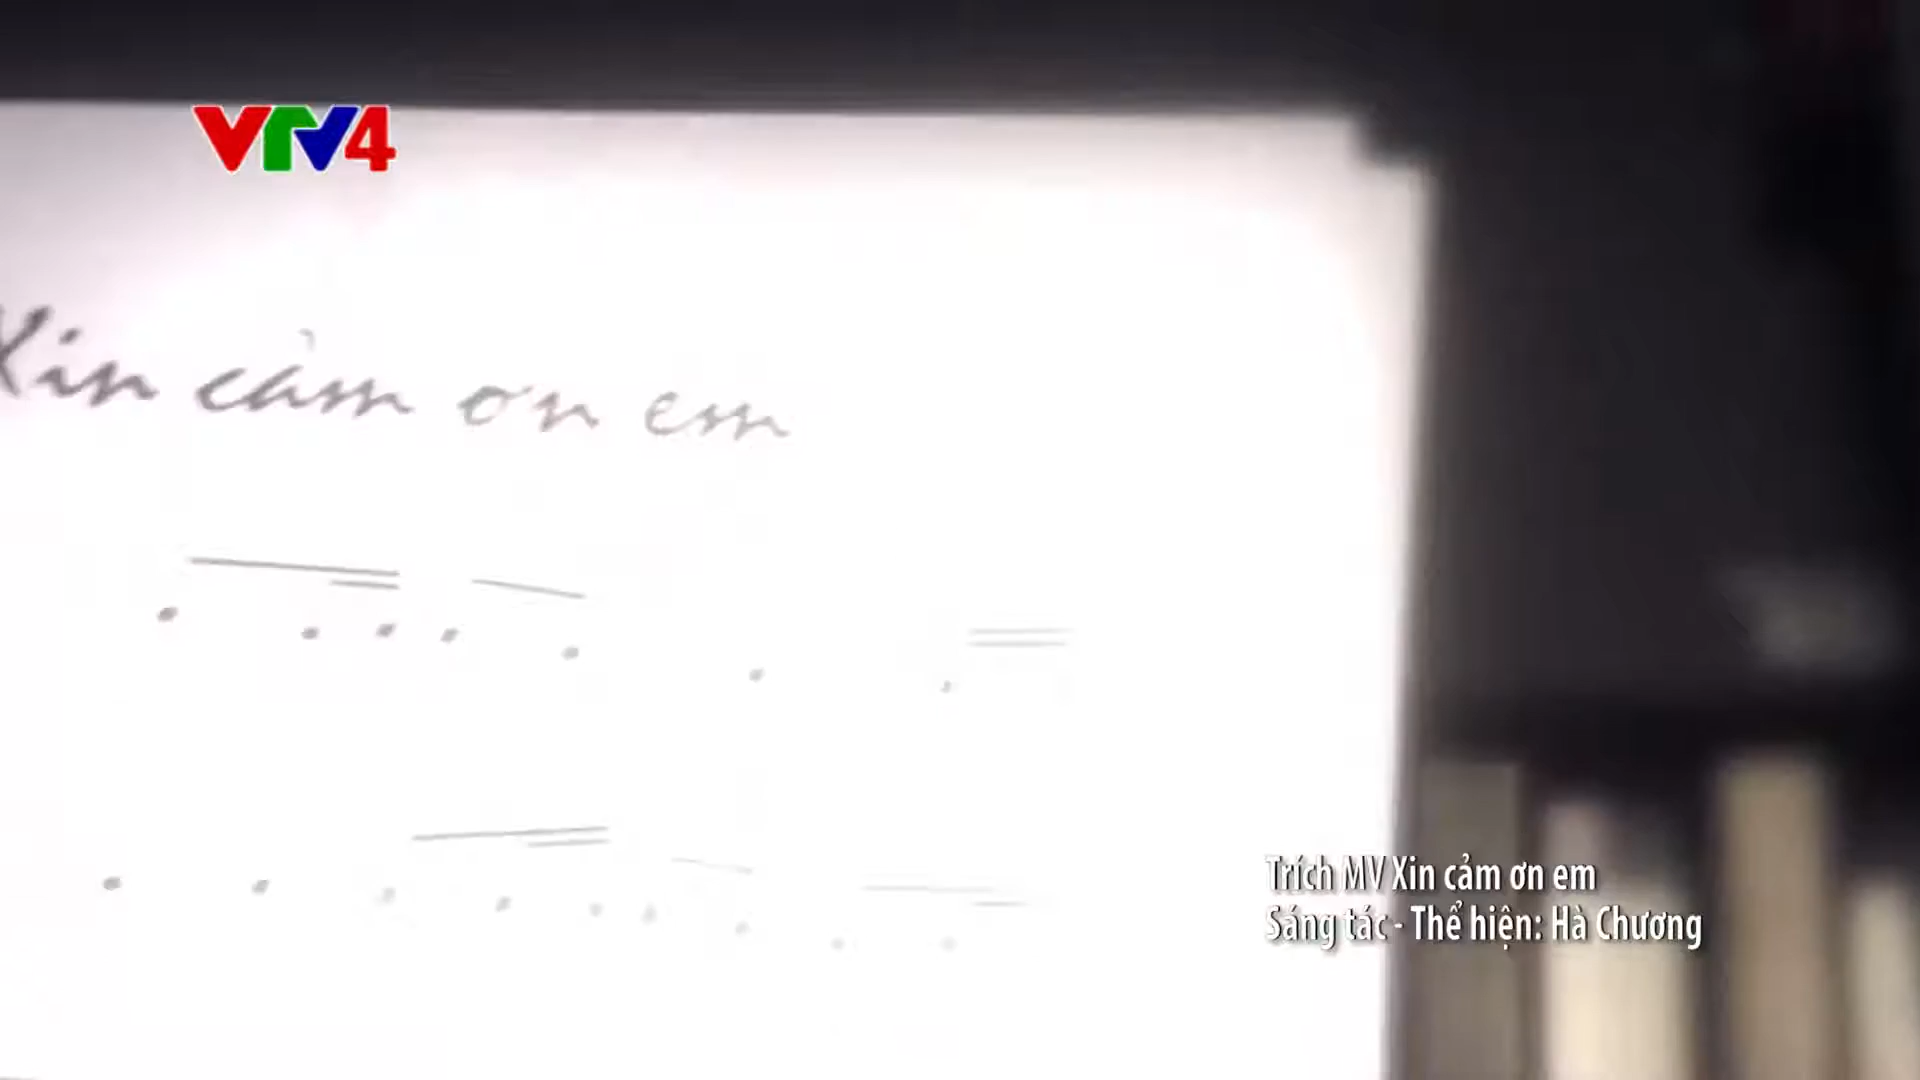 VTV4
Xin cảm ơn em
Trích MV Xin cảm ơn em
Sáng tác - Thể hiện: Hà Chương